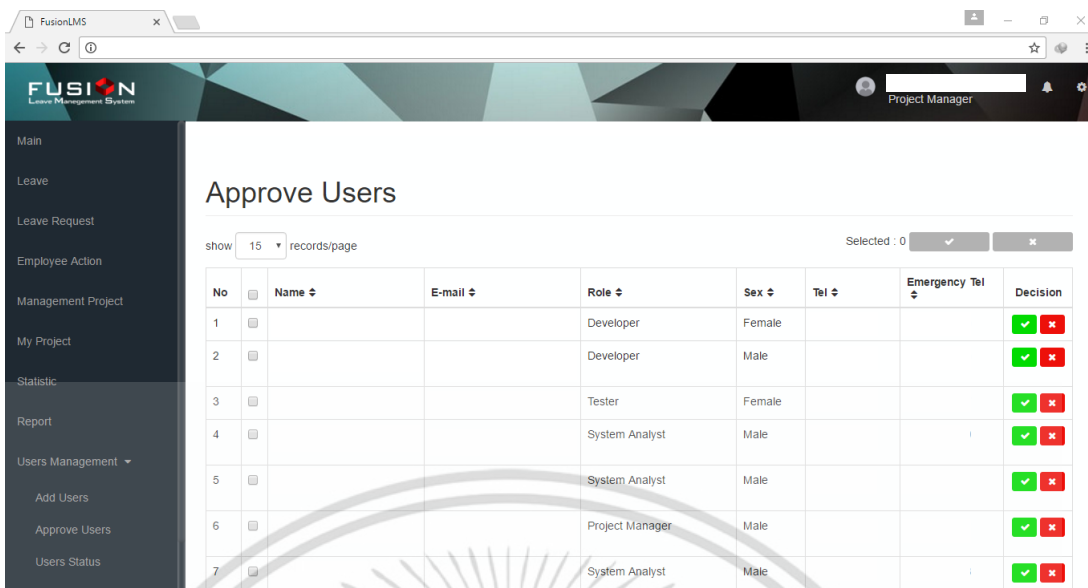 FusionLMS
FUSION
Leave Manegement System
Project Manager
Main
Leave
Leave Request
Employee Action
Management Project
My Project
Statistic
Report
Users Management
Add Users
Approve Users
Users Status
Approve Users
show 15 records/page
Selected : 0
No Name E-mail Role Sex Tel Emergency Tel Decision
1 Developer Female
2 Developer Male
3 Tester Female
4 System Analyst Male
5 System Analyst Male
6 Project Manager Male
7 System Analyst Male